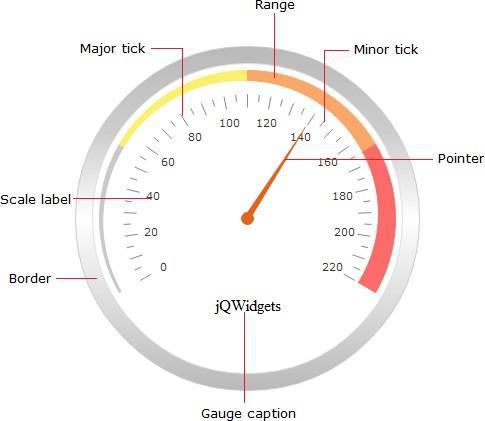 Range
Major tick
Minor tick
100
120
80
140
60
160
Pointer
40
180
Scale label
20
200
0
220
Border
jQWidgets
Gauge caption